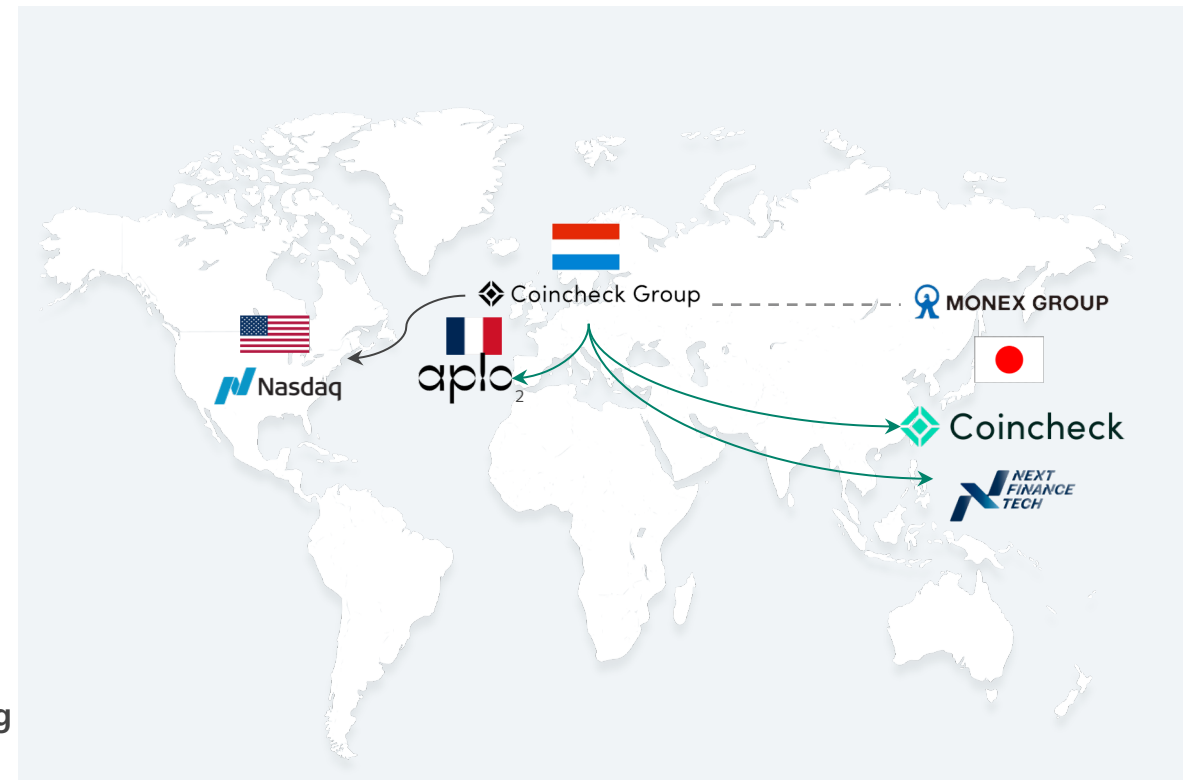 Coincheck Group
MONEX GROUP
Nasdaq
aplo
2
Coincheck
NEXT
FINANCE
TECH
g